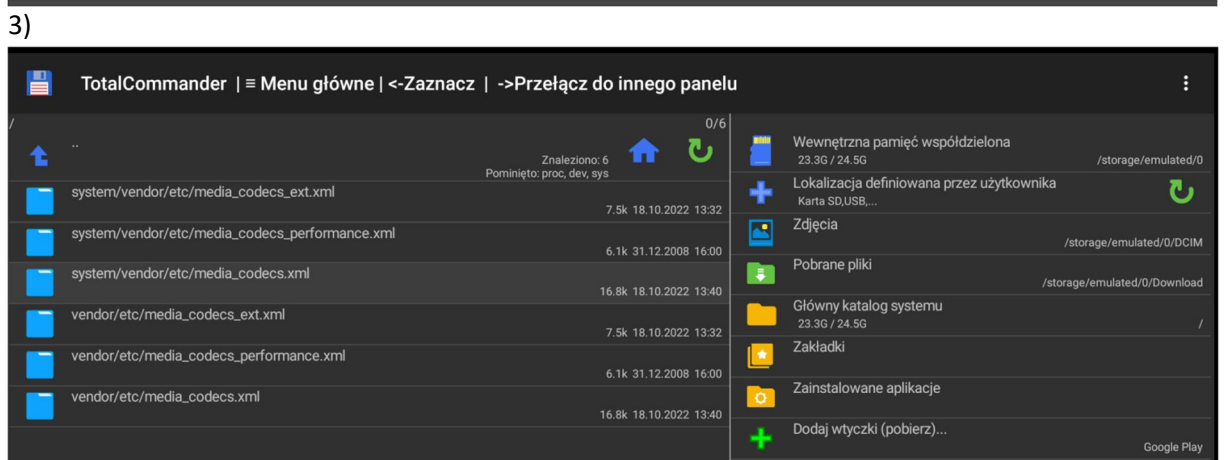 3)
TotalCommander | ≡ Menu główne | <-Zaznacz | ->Przełącz do innego panelu
/
0/6
..
Znaleziono: 6
Pominięto: proc, dev, sys
system/vendor/etc/media_codecs_ext.xml
7.5k 18.10.2022 13:32
system/vendor/etc/media_codecs_performance.xml
6.1k 31.12.2008 16:00
system/vendor/etc/media_codecs.xml
16.8k 18.10.2022 13:40
vendor/etc/media_codecs_ext.xml
7.5k 18.10.2022 13:32
vendor/etc/media_codecs_performance.xml
6.1k 31.12.2008 16:00
vendor/etc/media_codecs.xml
16.8k 18.10.2022 13:40
Wewnętrzna pamięć współdzielona
23.3G / 24.5G /storage/emulated/0
Lokalizacja definiowana przez użytkownika
Karta SD,USB,...
Zdjęcia
/storage/emulated/0/DCIM
Pobrane pliki
/storage/emulated/0/Download
Główny katalog systemu
23.3G / 24.5G /
Zakładki
Zainstalowane aplikacje
Dodaj wtyczki (pobierz)...
Google Play